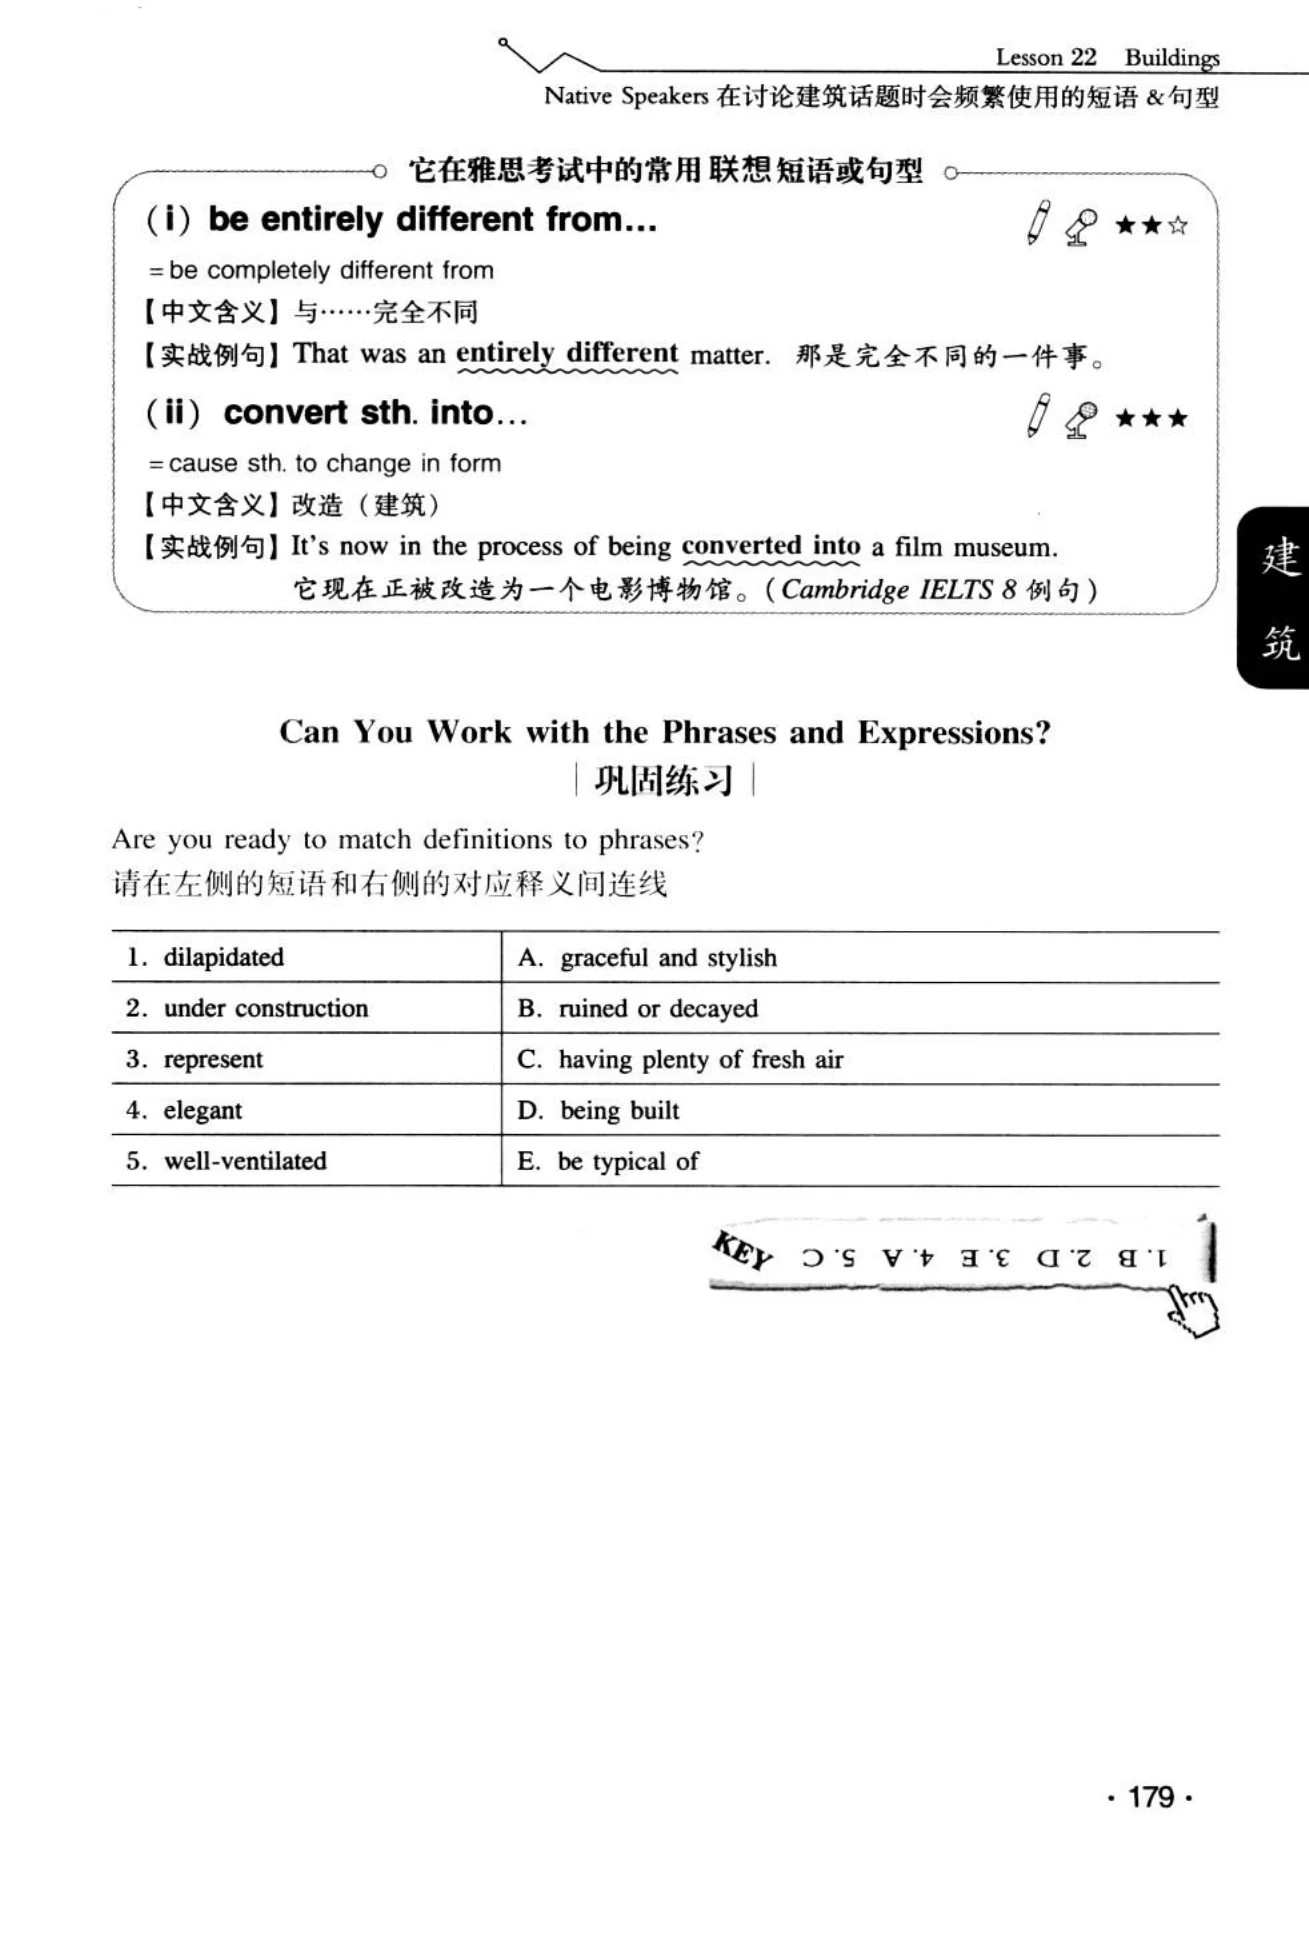 Lesson 22 Buildings
Native Speakers 在讨论建筑话题时会频繁使用的短语 &句型
它在雅思考试中的常用联想短语或句型
(i) be entirely different from... ★★☆
=be completely different from
【中文含义】与……完全不同
【实战例句】That was an entirely different matter. 那是完全不同的一件事。
(ii) convert sth. into... ★★★
=cause sth. to change in form
【中文含义】改造（建筑）
【实战例句】It's now in the process of being converted into a film museum.
它现在正被改造为一个电影博物馆。(Cambridge IELTS 8 例句)
建
筑
Can You Work with the Phrases and Expressions?
巩固练习
Are you ready to match definitions to phrases?
请在左侧的短语和右侧的对应释义间连线
1. dilapidated A. graceful and stylish
2. under construction B. ruined or decayed
3. represent C. having plenty of fresh air
4. elegant D. being built
5. well-ventilated E. be typical of
KEY 1. B 2. D 3. E 4. A 5. C
· 179 ·